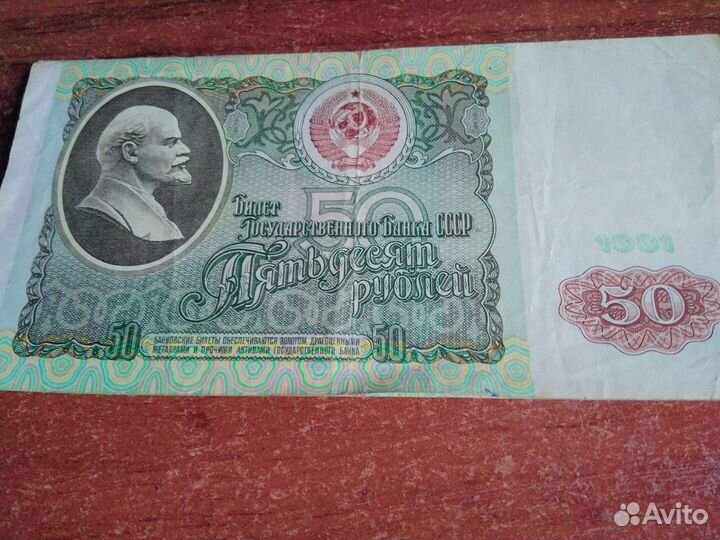 50
Билет
Государственного Банка СССР
Пятьдесят
рублей
1991
50
50
БАНКОВСКИЕ БИЛЕТЫ ОБЕСПЕЧИВАЮТСЯ ЗОЛОТОМ, ДРАГОЦЕННЫМИ
МЕТАЛЛАМИ И ПРОЧИМИ АКТИВАМИ ГОСУДАРСТВЕННОГО БАНКА
50
Avito